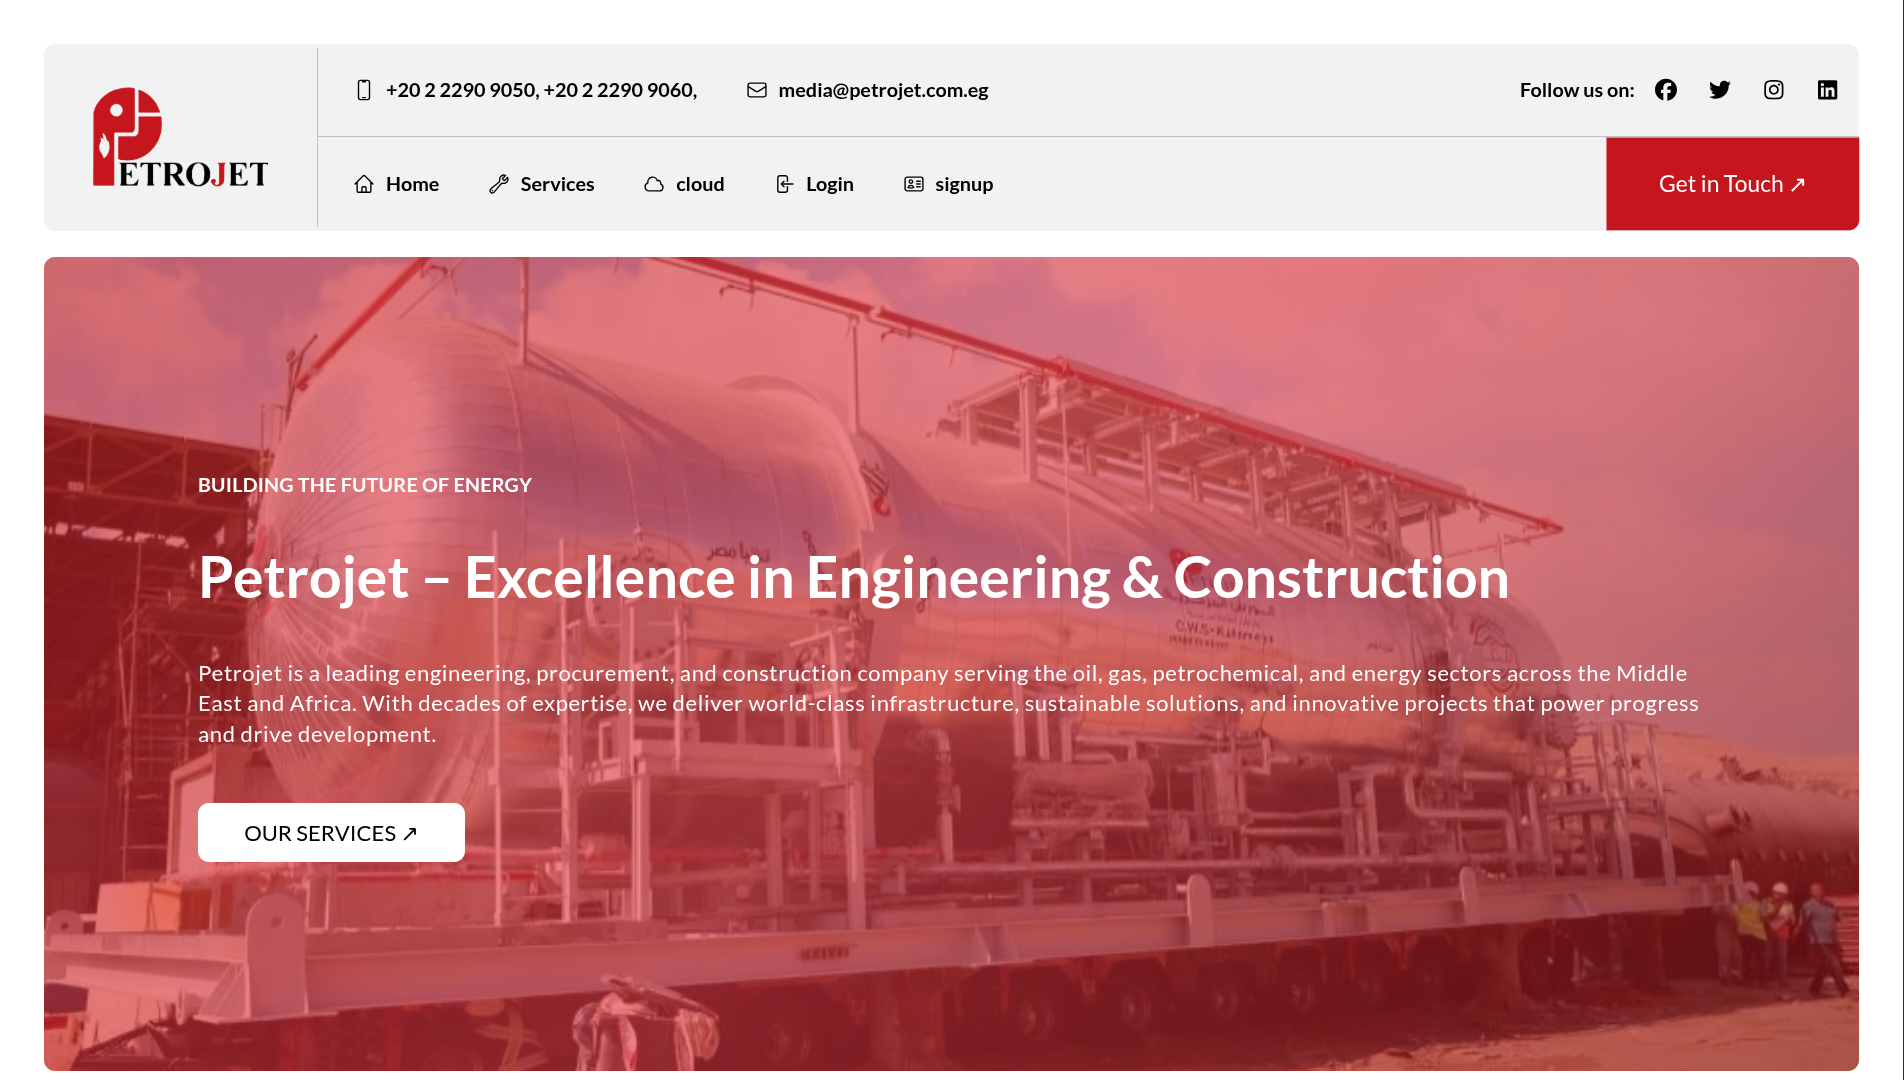 PETROJET
+20 2 2290 9050, +20 2 2290 9060,
media@petrojet.com.eg
Follow us on:
Home
Services
cloud
Login
signup
Get in Touch ↗
BUILDING THE FUTURE OF ENERGY
Petrojet – Excellence in Engineering & Construction
Petrojet is a leading engineering, procurement, and construction company serving the oil, gas, petrochemical, and energy sectors across the Middle
East and Africa. With decades of expertise, we deliver world-class infrastructure, sustainable solutions, and innovative projects that power progress
and drive development.
OUR SERVICES ↗